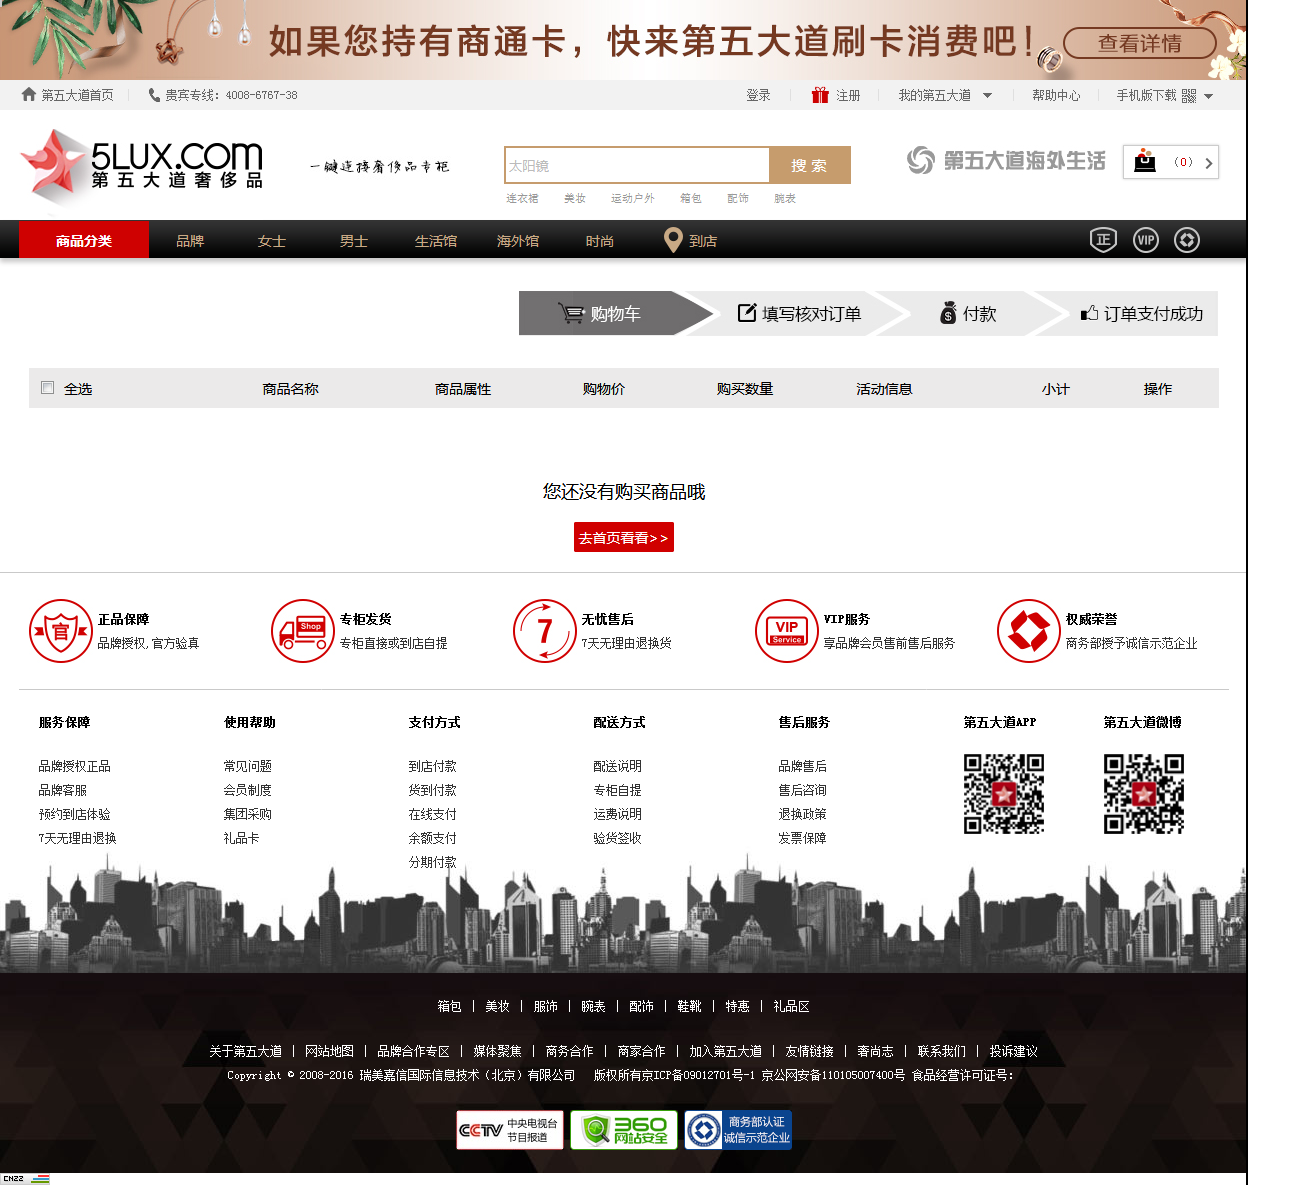 如果您持有商通卡，快来第五大道刷卡消费吧！ 查看详情
第五大道首页 贵宾专线：4008-6767-38 登录 注册 我的第五大道 帮助中心 手机版下载
5LUX.com
第五大道奢侈品
一键连接奢侈品专柜
太阳镜 搜 索
第五大道海外生活 （0）
连衣裙 美妆 运动户外 箱包 配饰 腕表
商品分类 品牌 女士 男士 生活馆 海外馆 时尚 到店 正 VIP
购物车 填写核对订单 付款 订单支付成功
全选 商品名称 商品属性 购物价 购买数量 活动信息 小计 操作
您还没有购买商品哦
去首页看看>>
官 正品保障
品牌授权,官方验真
Shop 专柜发货
专柜直接或到店自提
7 无忧售后
7天无理由退换货
VIP Service VIP服务
享品牌会员售前售后服务
权威荣誉
商务部授予诚信示范企业
服务保障 使用帮助 支付方式 配送方式 售后服务 第五大道APP 第五大道微博
品牌授权正品 常见问题 到店付款 配送说明 品牌售后
品牌客服 会员制度 货到付款 专柜自提 售后咨询
预约到店体验 集团采购 在线支付 运费说明 退换政策
7天无理由退换 礼品卡 余额支付 验货签收 发票保障
分期付款
箱包 | 美妆 | 服饰 | 腕表 | 配饰 | 鞋靴 | 特惠 | 礼品区
关于第五大道 | 网站地图 | 品牌合作专区 | 媒体聚焦 | 商务合作 | 商家合作 | 加入第五大道 | 友情链接 | 奢尚志 | 联系我们 | 投诉建议
Copyright © 2008-2016 瑞美嘉信国际信息技术（北京）有限公司 版权所有京ICP备09012701号-1 京公网安备110105007400号 食品经营许可证号：
CCTV 中央电视台 节目报道 360 网站安全 商务部认证 诚信示范企业
CNZZ